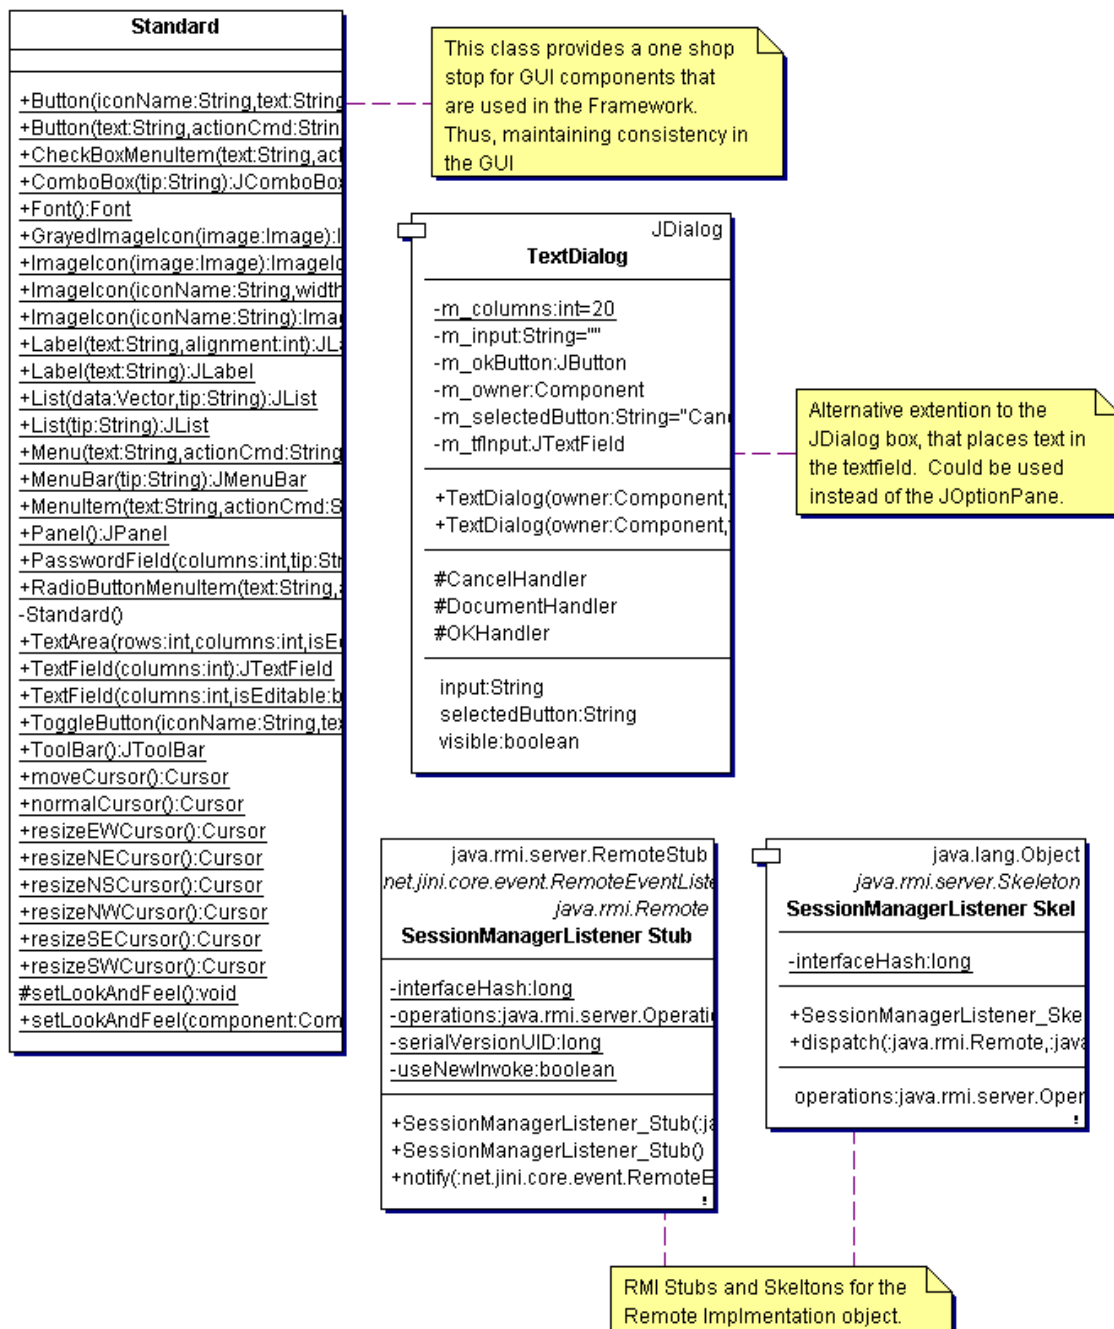 Standard
+Button(iconName:String,text:String
+Button(text:String,actionCmd:Strin
+CheckBoxMenuItem(text:String,act
+ComboBox(tip:String):JComboBox
+Font():Font
+GrayedImageIcon(image:Image):I
+ImageIcon(image:Image):ImageIc
+ImageIcon(iconName:String,width
+ImageIcon(iconName:String):Imag
+Label(text:String,alignment:int):JLa
+Label(text:String):JLabel
+List(data:Vector,tip:String):JList
+List(tip:String):JList
+Menu(text:String,actionCmd:String
+MenuBar(tip:String):JMenuBar
+MenuItem(text:String,actionCmd:S
+Panel():JPanel
+PasswordField(columns:int,tip:Str
+RadioButtonMenuItem(text:String,a
-Standard()
+TextArea(rows:int,columns:int,isEd
+TextField(columns:int):JTextField
+TextField(columns:int,isEditable:b
+ToggleButton(iconName:String,tex
+ToolBar():JToolBar
+moveCursor():Cursor
+normalCursor():Cursor
+resizeEWCursor():Cursor
+resizeNECursor():Cursor
+resizeNSCursor():Cursor
+resizeNWCursor():Cursor
+resizeSECursor():Cursor
+resizeSWCursor():Cursor
#setLookAndFeel():void
+setLookAndFeel(component:Com
This class provides a one shop
stop for GUI components that
are used in the Framework.
Thus, maintaining consistency in
the GUI
JDialog
TextDialog
-m_columns:int=20
-m_input:String=""
-m_okButton:JButton
-m_owner:Component
-m_selectedButton:String="Canc
-m_tfInput:JTextField
+TextDialog(owner:Component,t
+TextDialog(owner:Component,t
#CancelHandler
#DocumentHandler
#OKHandler
input:String
selectedButton:String
visible:boolean
Alternative extention to the
JDialog box, that places text in
the textfield. Could be used
instead of the JOptionPane.
java.rmi.server.RemoteStub
net.jini.core.event.RemoteEventListe
java.rmi.Remote
SessionManagerListener Stub
-interfaceHash:long
-operations:java.rmi.server.Operatio
-serialVersionUID:long
-useNewInvoke:boolean
+SessionManagerListener_Stub(:ja
+SessionManagerListener_Stub()
+notify(:net.jini.core.event.RemoteE
java.lang.Object
java.rmi.server.Skeleton
SessionManagerListener Skel
-interfaceHash:long
+SessionManagerListener_Ske
+dispatch(:java.rmi.Remote,:java
operations:java.rmi.server.Oper
RMI Stubs and Skeltons for the
Remote Implmentation object.